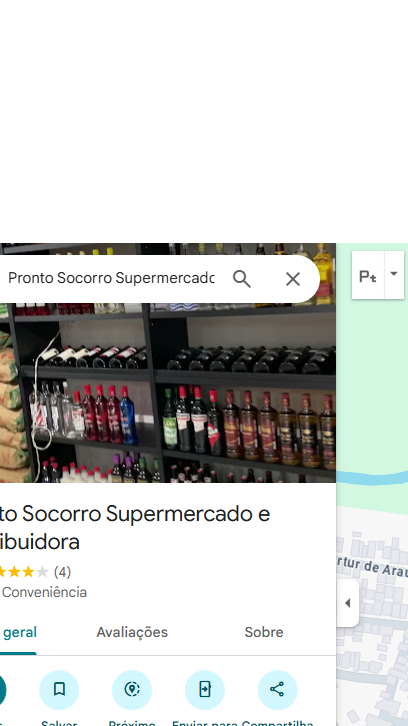 Pronto Socorro Supermercado
Pt
to Socorro Supermercado e
ibuidora
(4)
Conveniência
geral
Avaliações
Sobre
Salvar
Próximo
Enviar para
Compartilha
rtur de Arau